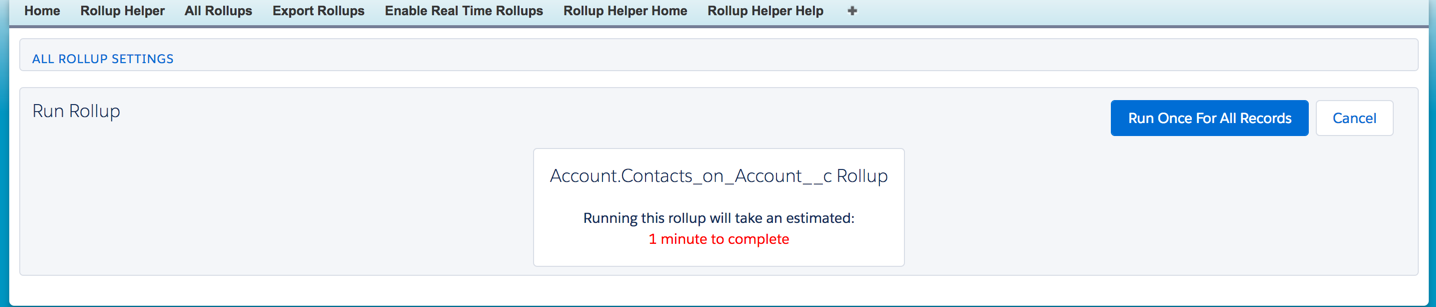 Home Rollup Helper All Rollups Export Rollups Enable Real Time Rollups Rollup Helper Home Rollup Helper Help +
ALL ROLLUP SETTINGS
Run Rollup
Run Once For All Records Cancel
Account.Contacts_on_Account__c Rollup
Running this rollup will take an estimated:
1 minute to complete